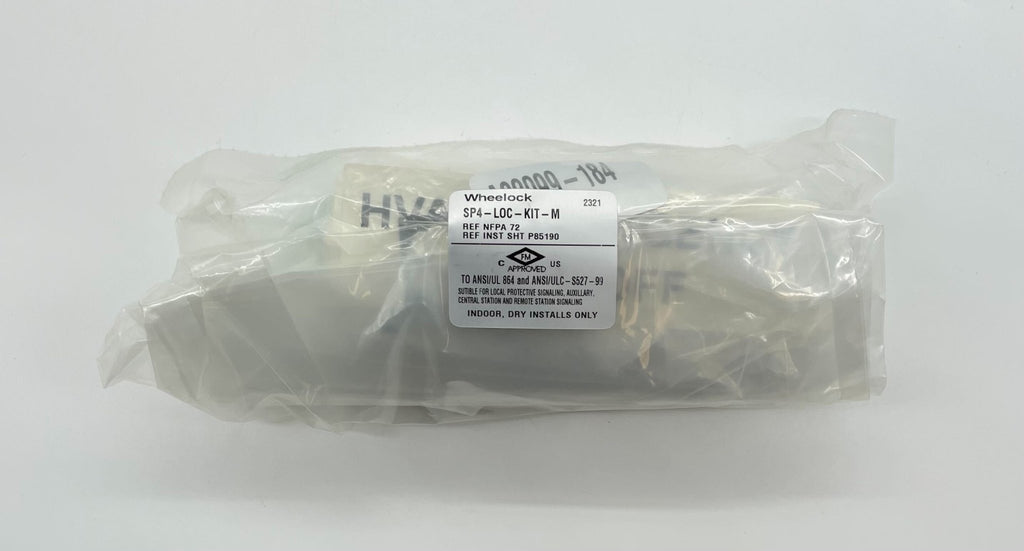 -184
Wheelock
2321
SP4-LOC-KIT-M
REF NFPA 72
REF INST SHT P85190
C FM US
APPROVED
TO ANSI/UL 864 and ANSI/ULC-S527-99
SUTIBLE FOR LOCAL PROTECTIVE SIGNALING, AUXILLARY,
CENTRAL STATION AND REMOTE STATION SIGNALING
INDOOR, DRY INSTALLS ONLY